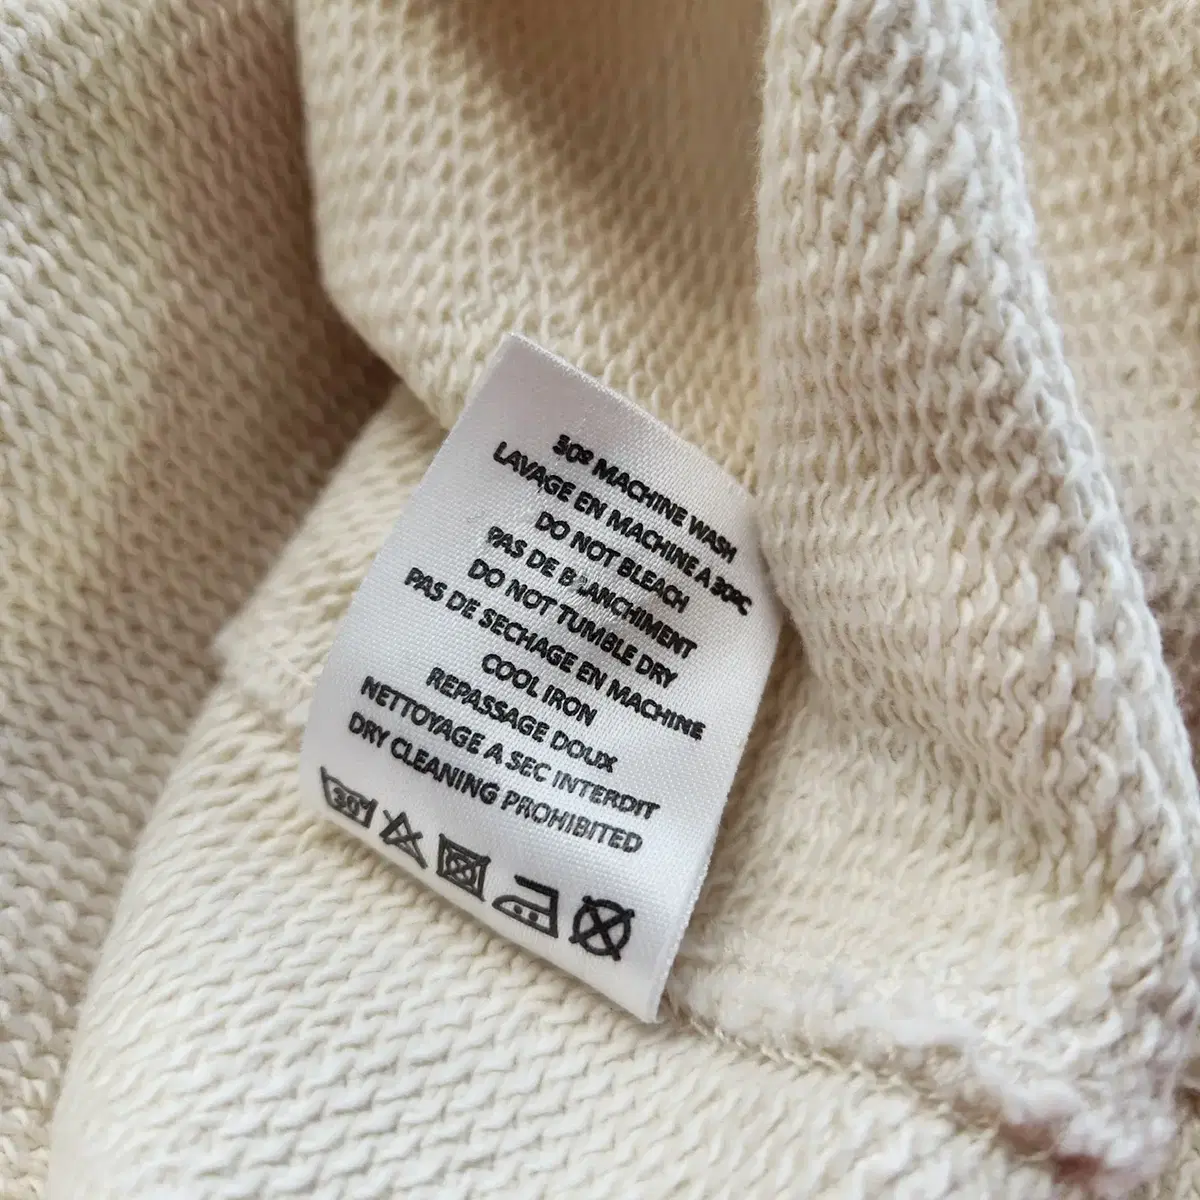 30º MACHINE WASH
LAVAGE EN MACHINE A 30ºC
DO NOT BLEACH
PAS DE BLANCHIMENT
DO NOT TUMBLE DRY
PAS DE SECHAGE EN MACHINE
COOL IRON
REPASSAGE DOUX
NETTOYAGE A SEC INTERDIT
DRY CLEANING PROHIBITED
30°